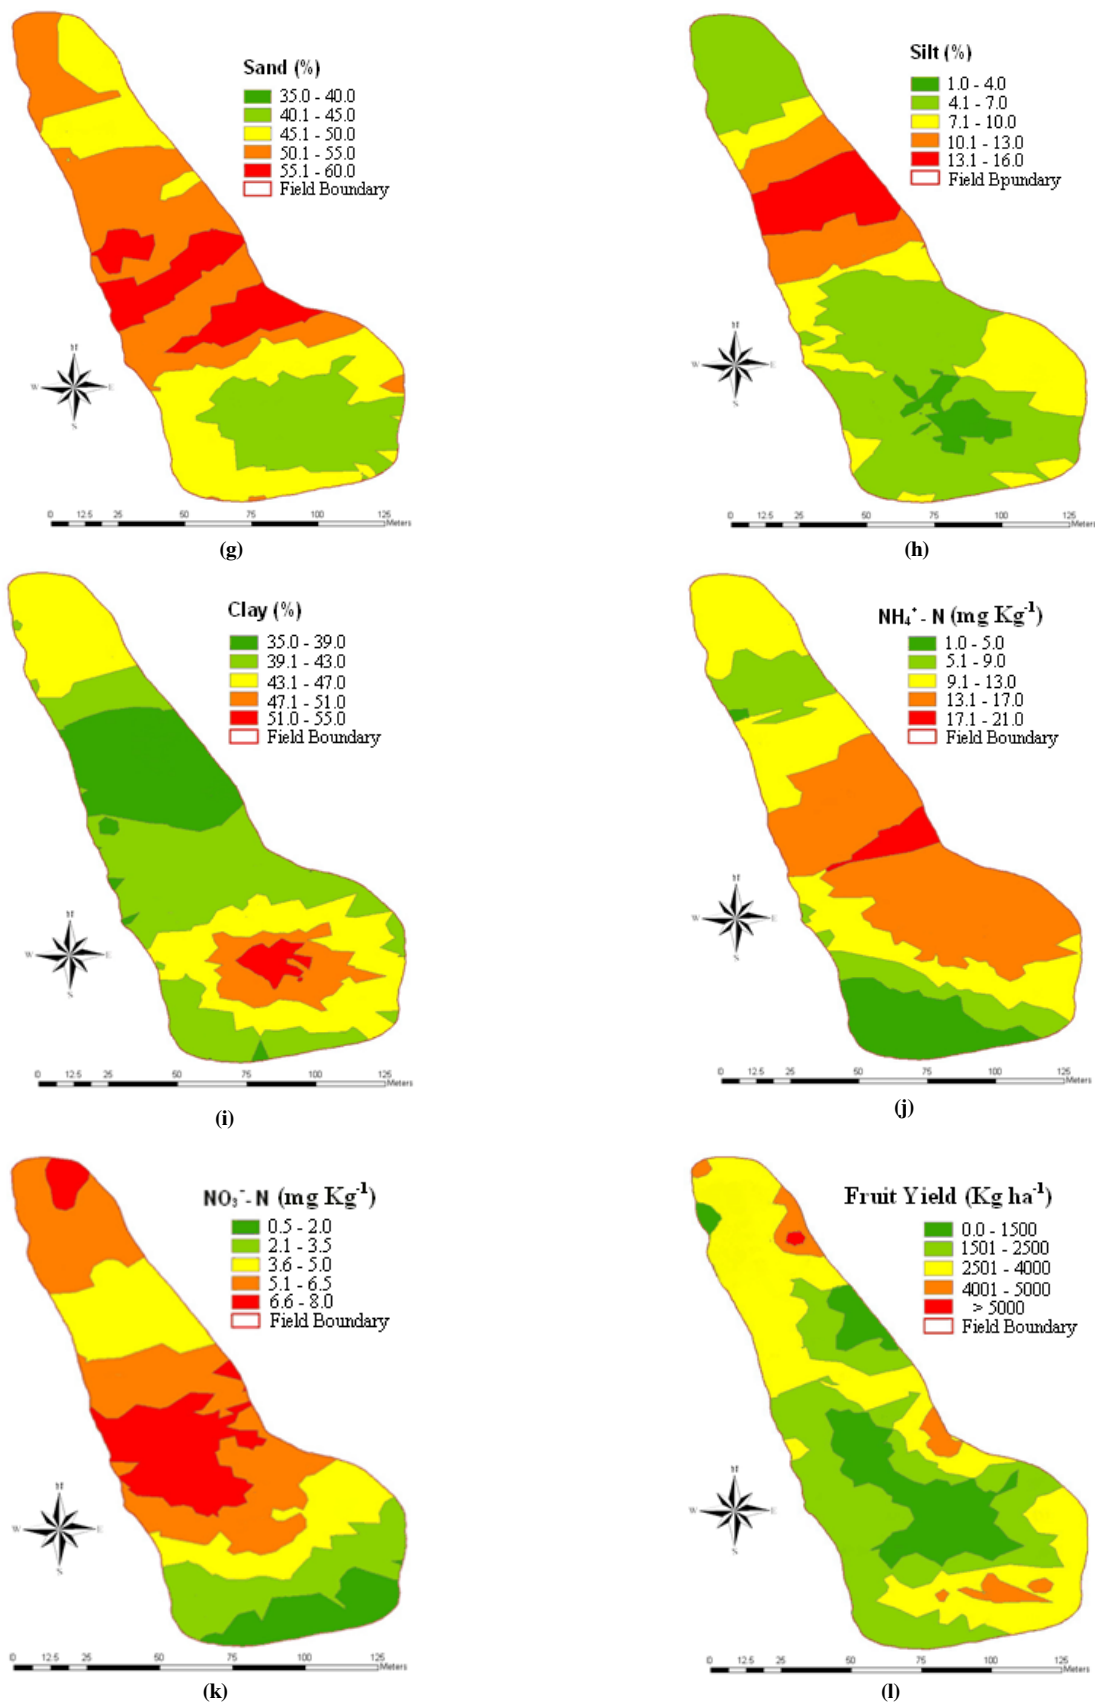 Sand (%)
35.0 - 40.0
40.1 - 45.0
45.1 - 50.0
50.1 - 55.0
55.1 - 60.0
Field Boundary
N
W E
S
0 12.5 25 50 75 100 125
Meters
(g)
Silt (%)
1.0 - 4.0
4.1 - 7.0
7.1 - 10.0
10.1 - 13.0
13.1 - 16.0
Field Bpundary
N
W E
S
0 12.5 25 50 75 100 125
Meters
(h)
Clay (%)
35.0 - 39.0
39.1 - 43.0
43.1 - 47.0
47.1 - 51.0
51.0 - 55.0
Field Boundary
N
W E
S
0 12.5 25 50 75 100 125
Meters
(i)
NH₄⁺ - N (mg Kg⁻¹)
1.0 - 5.0
5.1 - 9.0
9.1 - 13.0
13.1 - 17.0
17.1 - 21.0
Field Boundary
N
W E
S
0 12.5 25 50 75 100 125
Meters
(j)
NO₃⁻ - N (mg Kg⁻¹)
0.5 - 2.0
2.1 - 3.5
3.6 - 5.0
5.1 - 6.5
6.6 - 8.0
Field Boundary
N
W E
S
0 12.5 25 50 75 100 125
Meters
(k)
Fruit Yield (Kg ha⁻¹)
0.0 - 1500
1501 - 2500
2501 - 4000
4001 - 5000
> 5000
Field Boundary
N
W E
S
0 12.5 25 50 75 100 125
Meters
(l)